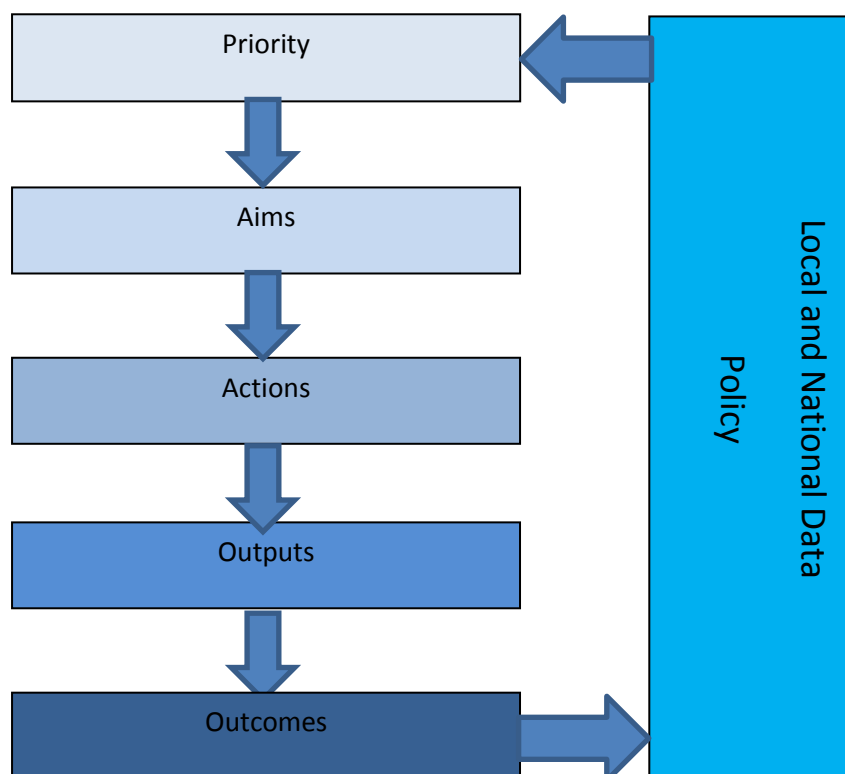 Priority
Aims
Actions
Outputs
Outcomes
Local and National Data
Policy